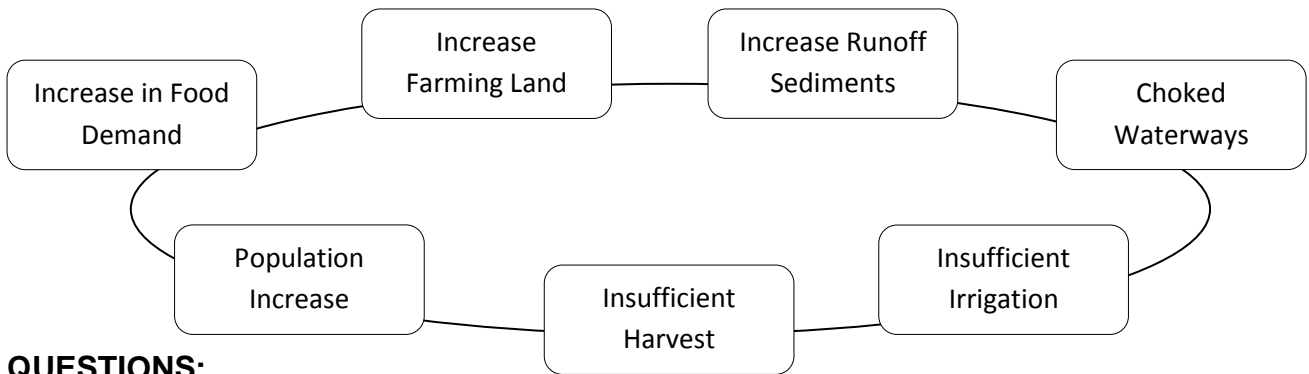 Increase in Food
Demand
Increase
Farming Land
Increase Runoff
Sediments
Choked
Waterways
Insufficient
Irrigation
Insufficient
Harvest
Population
Increase
QUESTIONS: